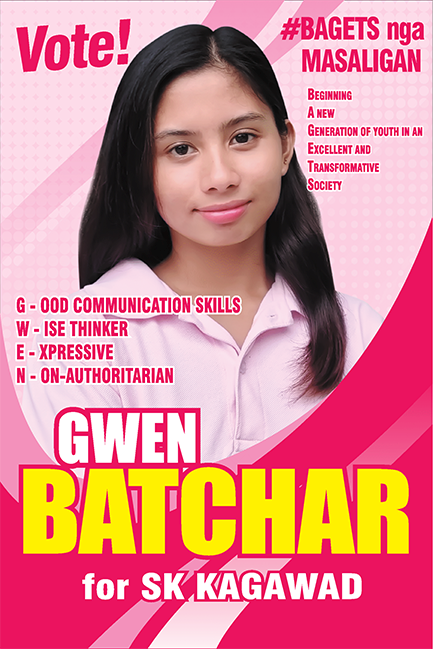 Vote!
#BAGETS nga
MASALIGAN
BEGINNING
A NEW
GENERATION OF YOUTH IN AN
EXCELLENT AND
TRANSFORMATIVE
SOCIETY
G - OOD COMMUNICATION SKILLS
W - ISE THINKER
E - XPRESSIVE
N - ON-AUTHORITARIAN
GWEN
BATCHAR
for SK KAGAWAD